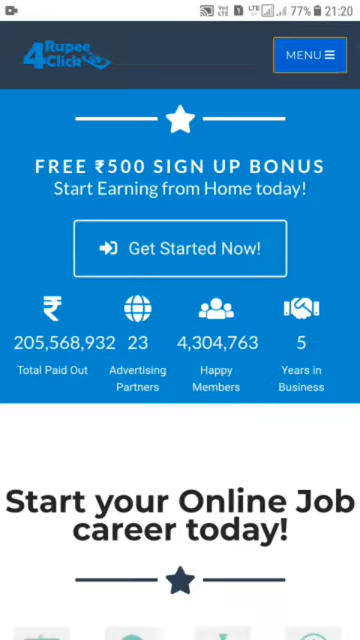 77% 21:20
4 Rupee
Click
MENU
FREE ₹500 SIGN UP BONUS
Start Earning from Home today!
Get Started Now!
205,568,932 23 4,304,763 5
Total Paid Out Advertising Partners Happy Members Years in Business
Start your Online Job
career today!